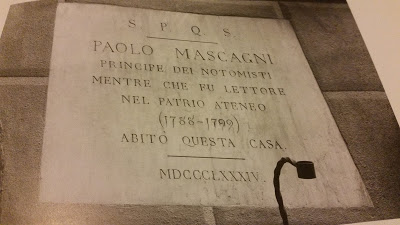 S. P. Q. S.
PAOLO MASCAGNI
PRINCIPE DEI NOTOMISTI
MENTRE CHE FU LETTORE
NEL PATRIO ATENEO
(1788-1799)
ABITÒ QUESTA CASA.
MDCCCLXXXIV.